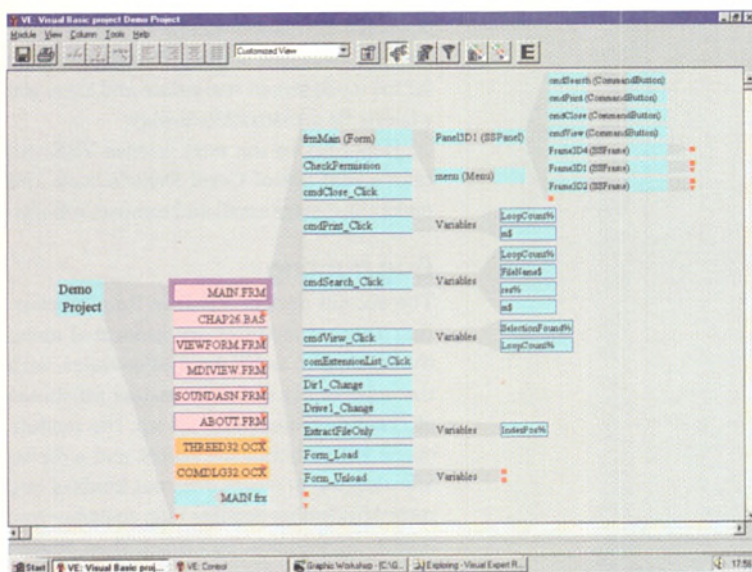 VE: Visual Basic project Demo Project
Module View Column Tools Help
Customized View
E
cmdSearch (CommandButton)
cmdPrint (CommandButton)
cmdClose (CommandButton)
cmdView (CommandButton)
Frame3D4 (SSFrame)
Frame3D1 (SSFrame)
Frame3D2 (SSFrame)
frmMain (Form)
Panel3D1 (SSPanel)
menu (Menu)
CheckPermission
cmdClose_Click
cmdPrint_Click
Variables
LoopCount%
m$
cmdSearch_Click
Variables
LoopCount%
FileName$
res%
m$
cmdView_Click
Variables
SelectionFound%
LoopCount%
comExtensionList_Click
Dir1_Change
Drive1_Change
ExtractFileOnly
Variables
IndexPos%
Form_Load
Form_Unload
Variables
Demo
Project
MAIN.FRM
CHAP26.BAS
VIEWFORM.FRM
MDIVIEW.FRM
SOUNDASN.FRM
ABOUT.FRM
THREED32.OCX
COMDLG32.OCX
MAIN.frx
Start
VE: Visual Basic proj...
VE: Control
Graphic Workshop - [C:\G...
Exploring - Visual Expert R...